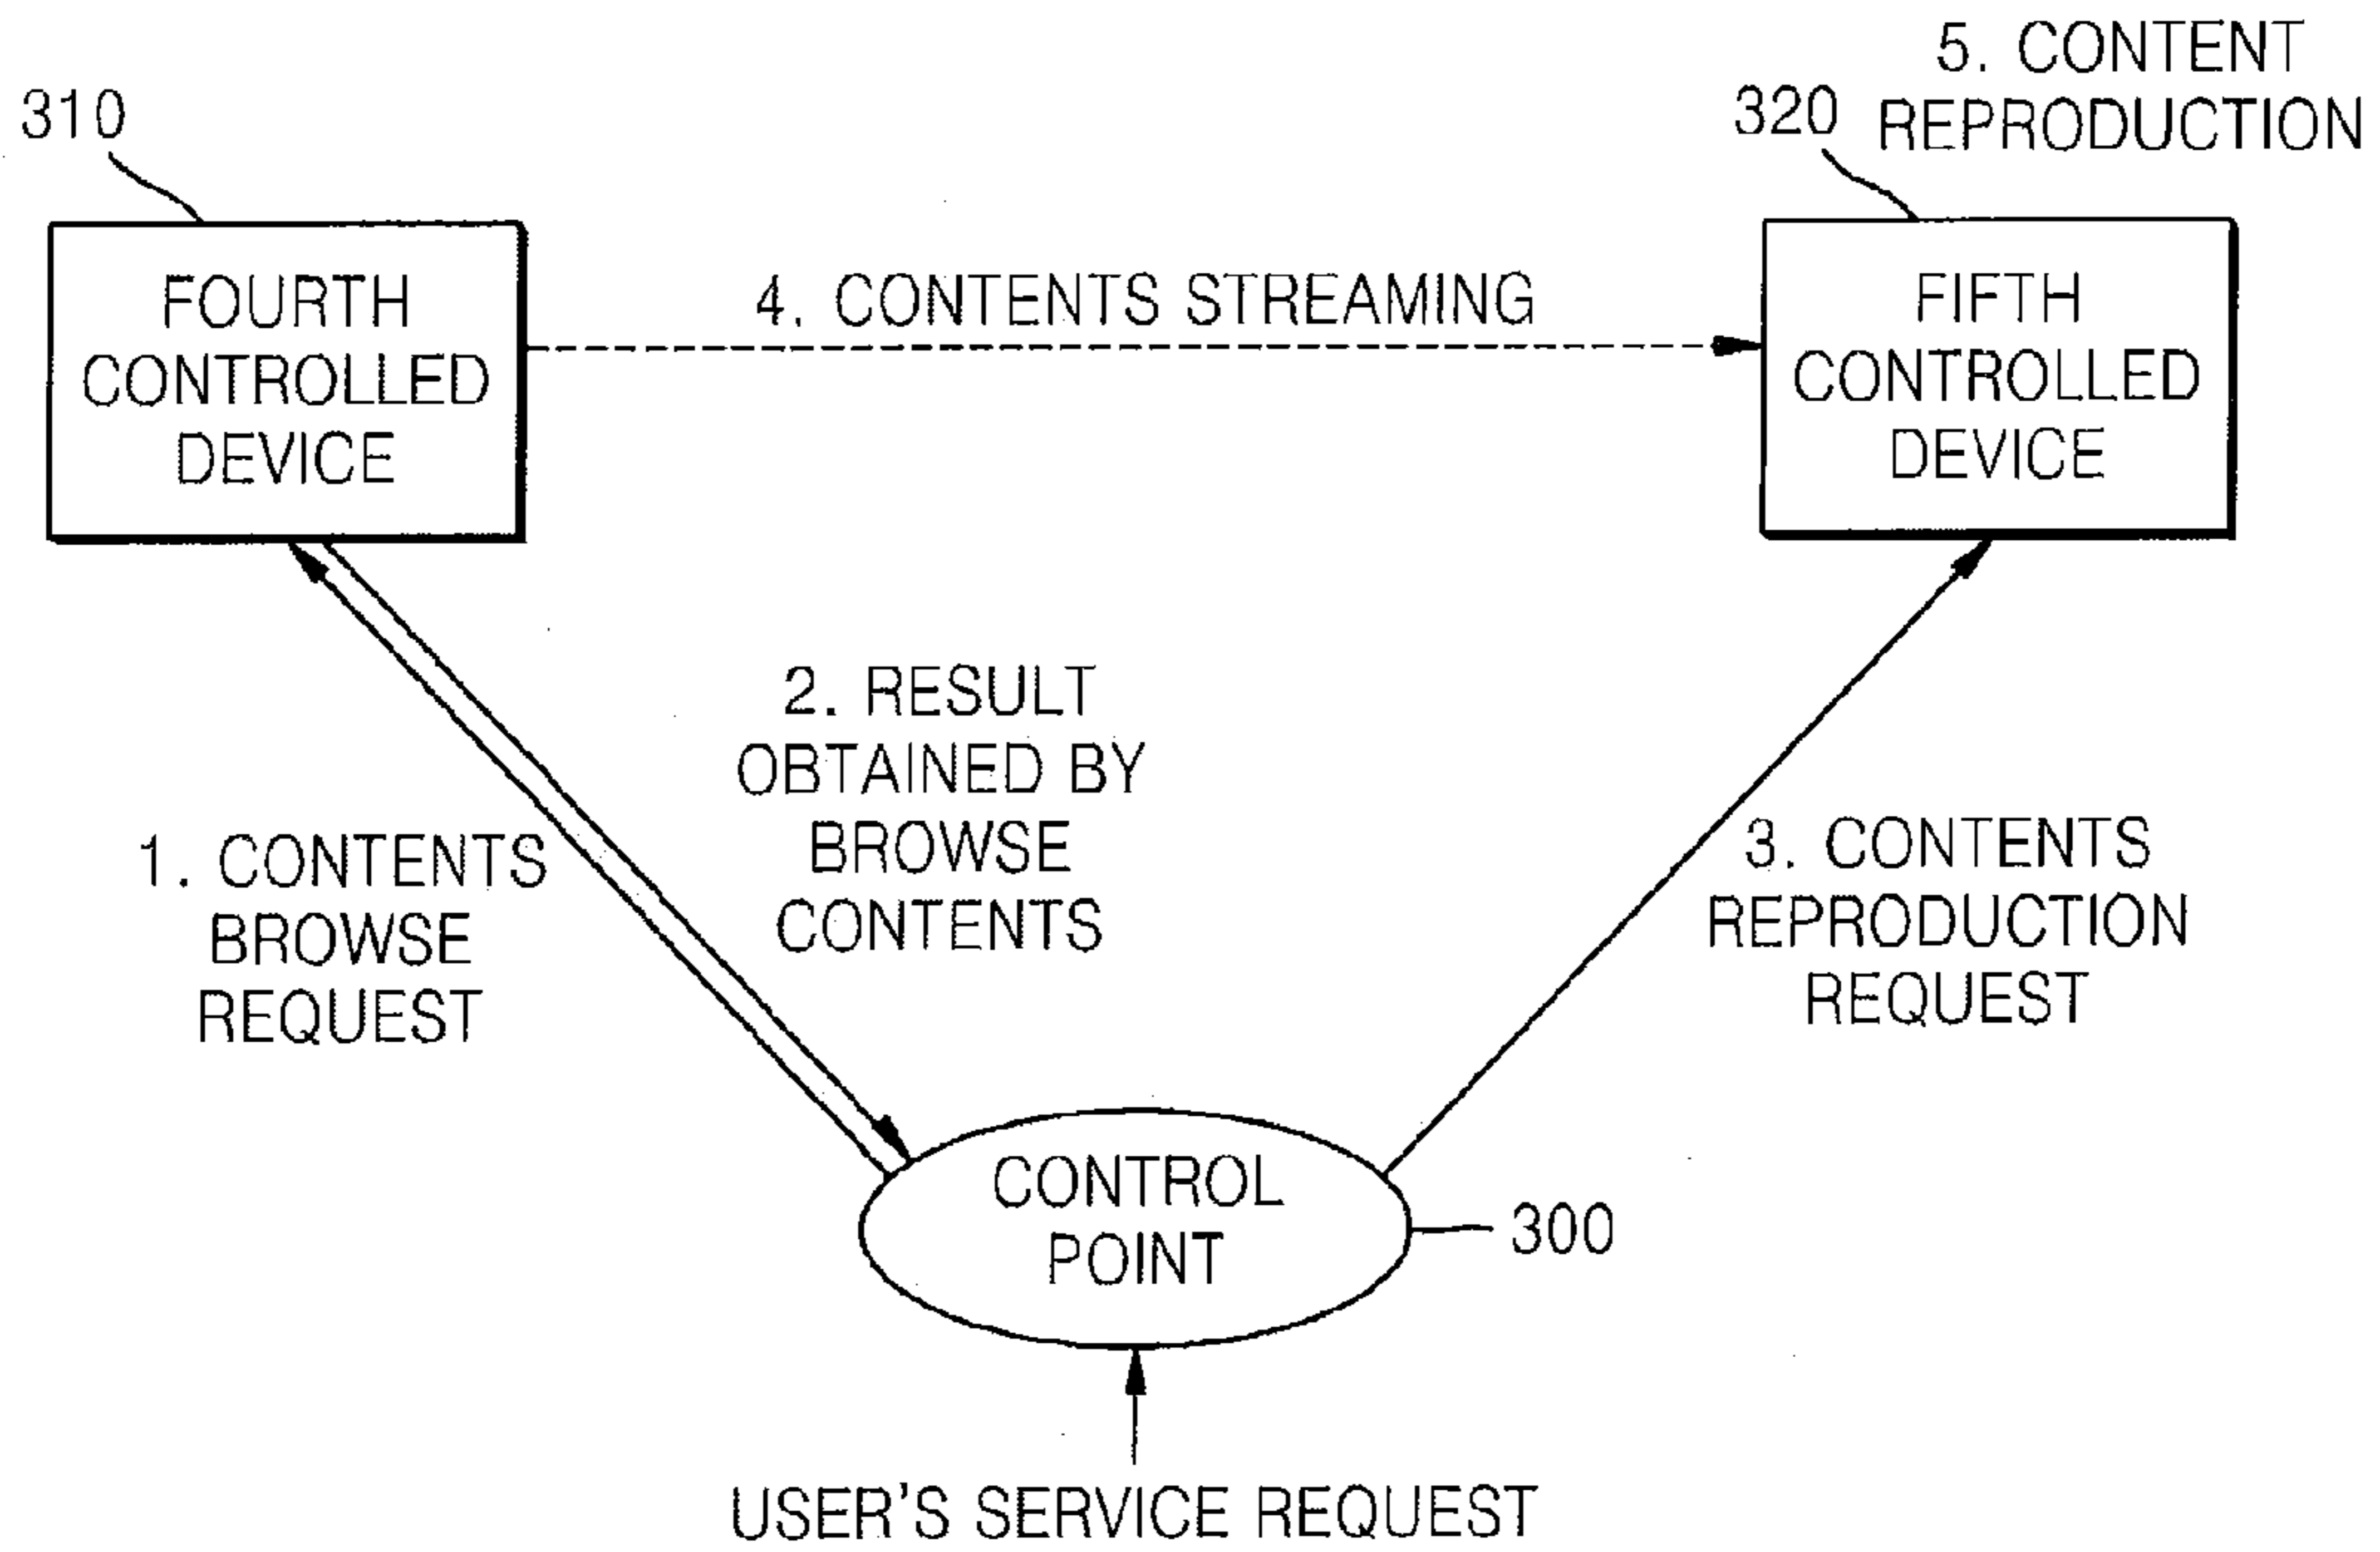 5. CONTENT
REPRODUCTION
310
320
FOURTH
CONTROLLED
DEVICE
4. CONTENTS STREAMING
FIFTH
CONTROLLED
DEVICE
2. RESULT
OBTAINED BY
BROWSE
CONTENTS
1. CONTENTS
BROWSE
REQUEST
3. CONTENTS
REPRODUCTION
REQUEST
CONTROL
POINT
300
USER'S SERVICE REQUEST